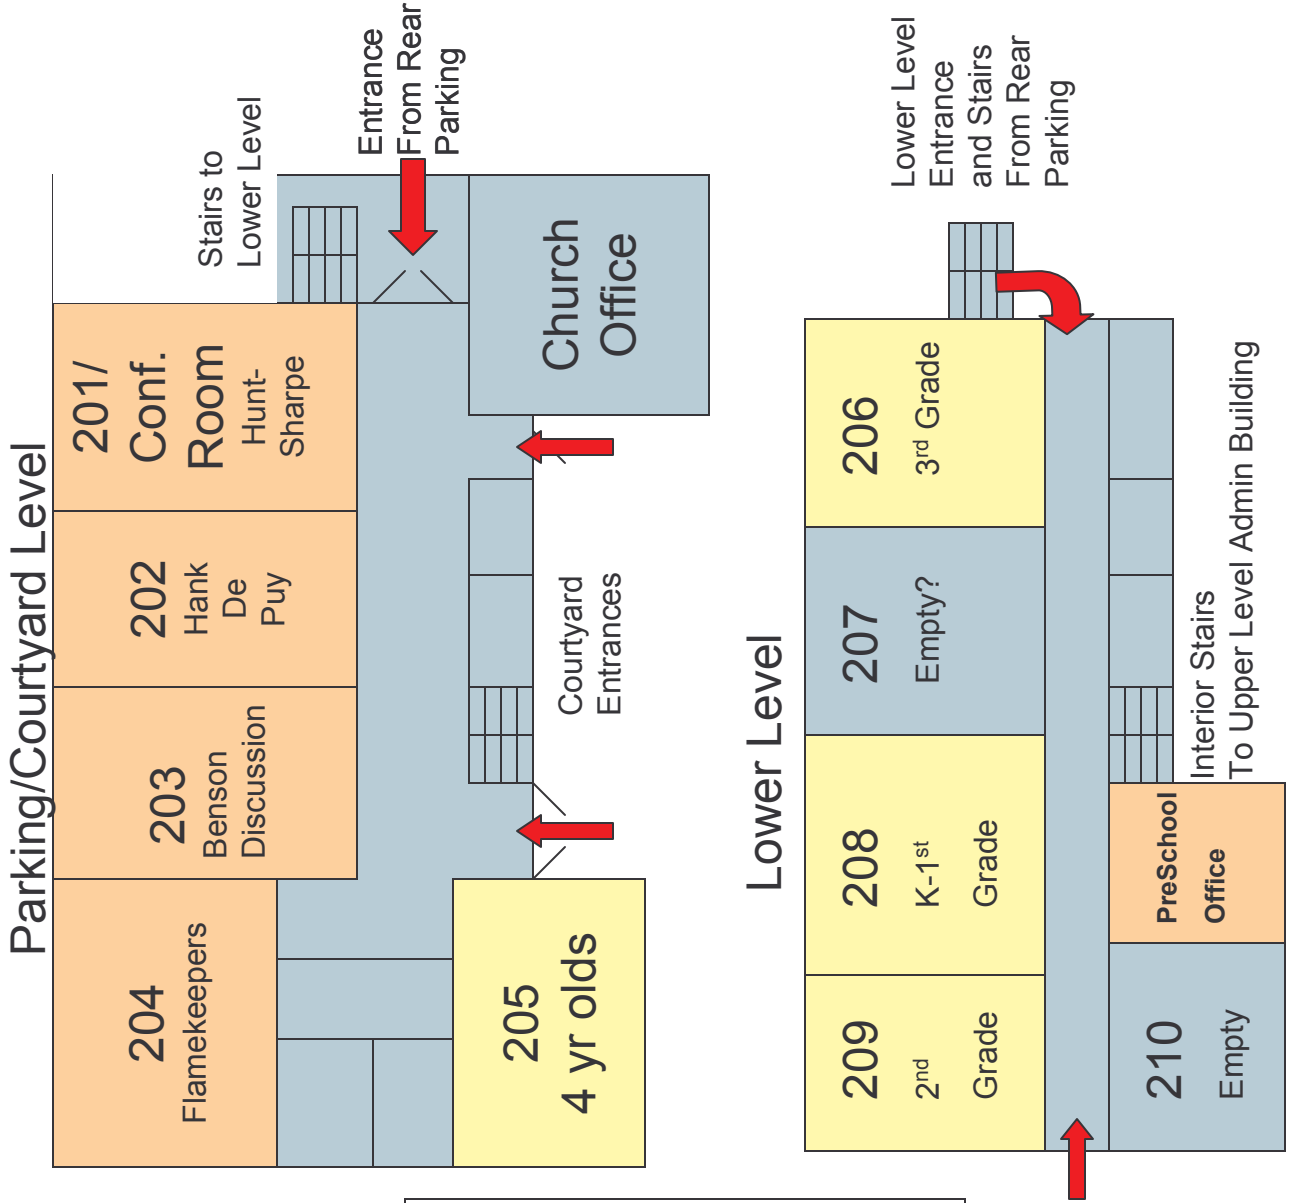 Parking/Courtyard Level
204
Flamekeepers
203
Benson
Discussion
202
Hank
De
Puy
201/
Conf.
Room
Hunt-
Sharpe
Stairs to
Lower Level
Entrance
From Rear
Parking
205
4 yr olds
Courtyard
Entrances
Church
Office
Lower Level
209
2nd
Grade
208
K-1st
Grade
207
Empty?
206
3rd Grade
Lower Level
Entrance
and Stairs
From Rear
Parking
210
Empty
PreSchool
Office
Interior Stairs
To Upper Level Admin Building